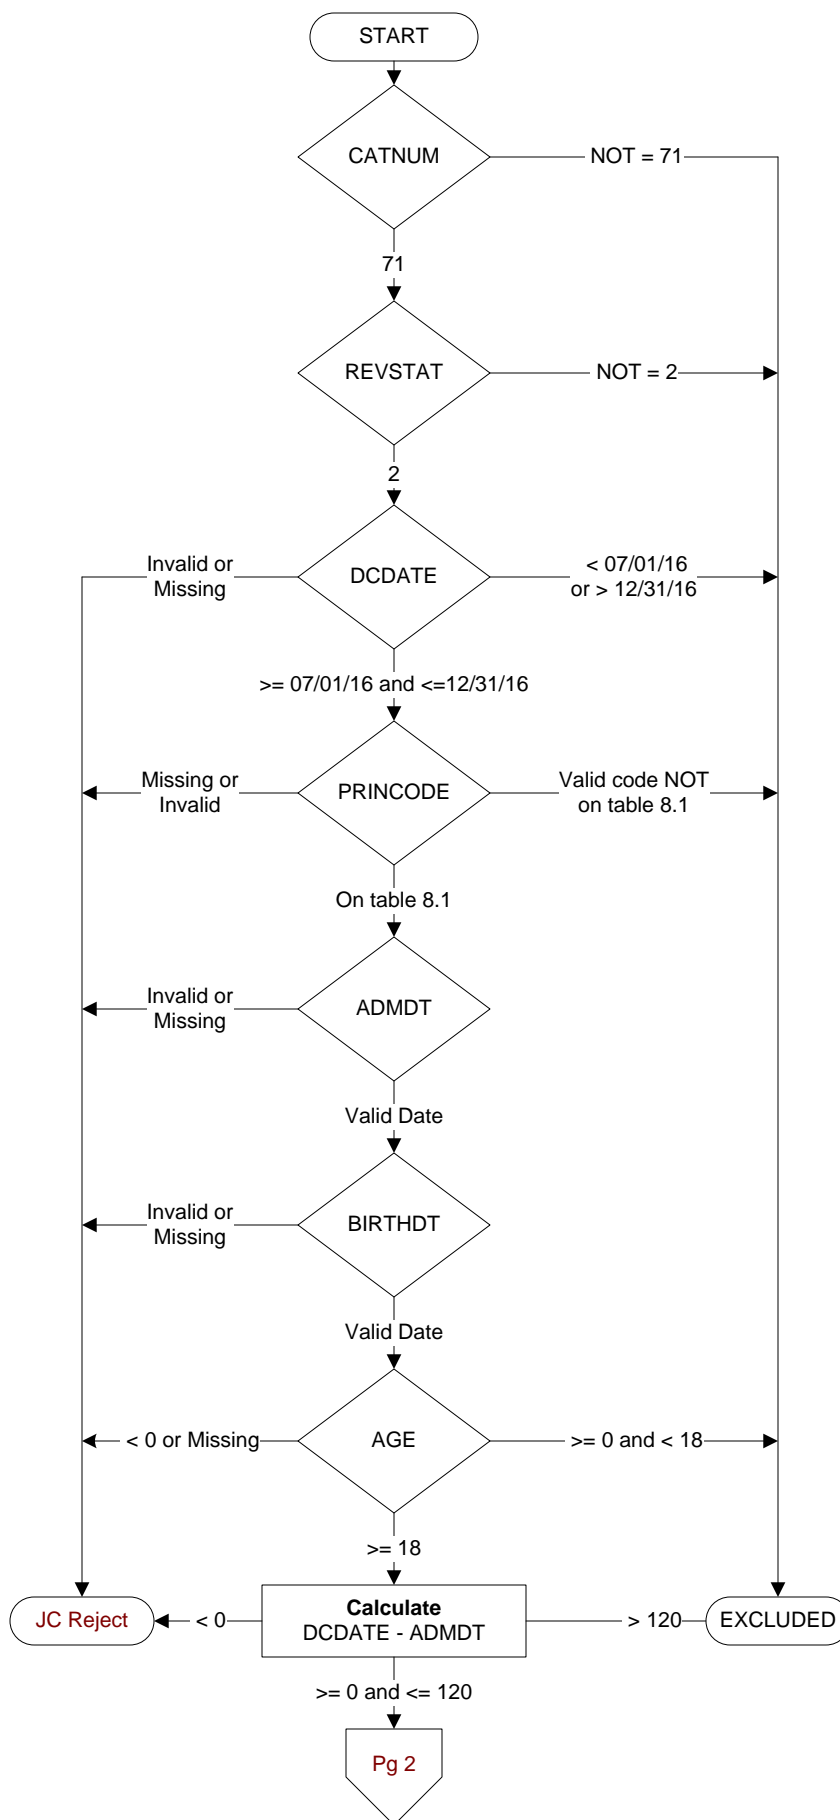 START
CATNUM
NOT = 71
71
REVSTAT
NOT = 2
2
Invalid or
Missing
DCDATE
< 07/01/16
or > 12/31/16
>= 07/01/16 and <=12/31/16
Missing or
Invalid
PRINCODE
Valid code NOT
on table 8.1
On table 8.1
Invalid or
Missing
ADMDT
Valid Date
Invalid or
Missing
BIRTHDT
Valid Date
< 0 or Missing
AGE
>= 0 and < 18
>= 18
JC Reject
< 0
Calculate
DCDATE - ADMDT
> 120
EXCLUDED
>= 0 and <= 120
Pg 2